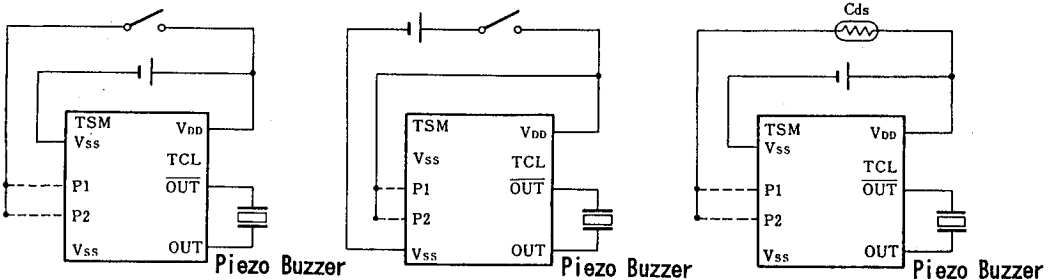 TSM
VDD
VSS
TCL
P1
OUT
P2
VSS
OUT
Piezo Buzzer
TSM
VDD
VSS
TCL
P1
OUT
P2
VSS
OUT
Piezo Buzzer
Cds
TSM
VDD
VSS
TCL
P1
OUT
P2
VSS
OUT
Piezo Buzzer